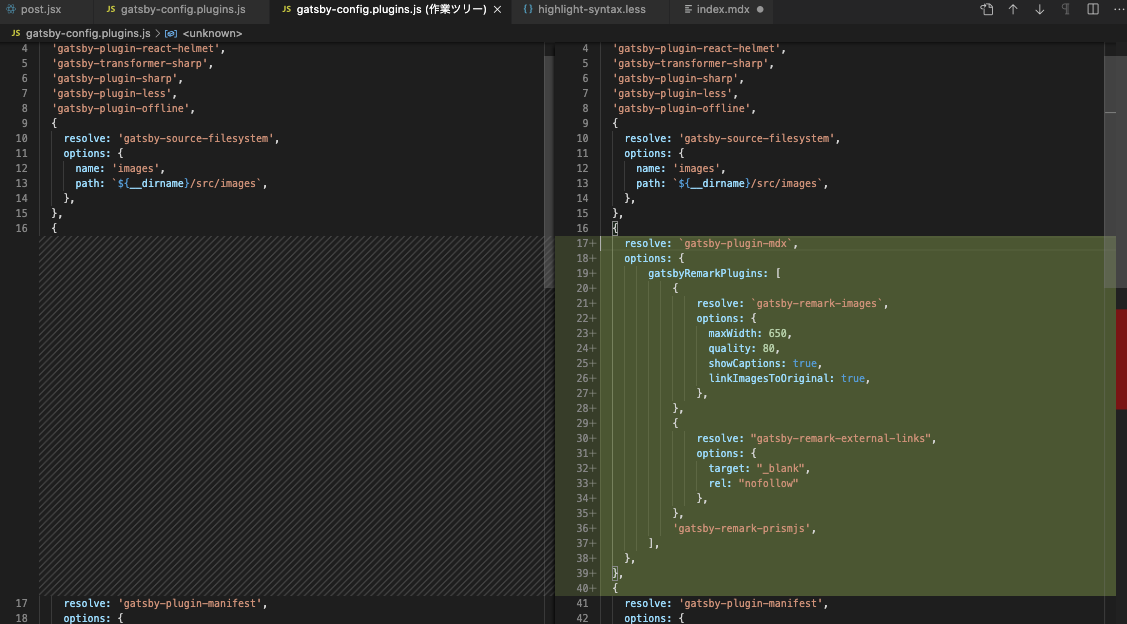 post.jsx JS gatsby-config.plugins.js JS gatsby-config.plugins.js (作業ツリー) × {} highlight-syntax.less index.mdx ●
JS gatsby-config.plugins.js > <unknown>
4 'gatsby-plugin-react-helmet',
5 'gatsby-transformer-sharp',
6 'gatsby-plugin-sharp',
7 'gatsby-plugin-less',
8 'gatsby-plugin-offline',
9 {
10 resolve: 'gatsby-source-filesystem',
11 options: {
12 name: 'images',
13 path: `${__dirname}/src/images`,
14 },
15 },
16 {
17 resolve: 'gatsby-plugin-manifest',
18 options: {
4 'gatsby-plugin-react-helmet',
5 'gatsby-transformer-sharp',
6 'gatsby-plugin-sharp',
7 'gatsby-plugin-less',
8 'gatsby-plugin-offline',
9 {
10 resolve: 'gatsby-source-filesystem',
11 options: {
12 name: 'images',
13 path: `${__dirname}/src/images`,
14 },
15 },
16 {
17+ resolve: `gatsby-plugin-mdx`,
18+ options: {
19+ gatsbyRemarkPlugins: [
20+ {
21+ resolve: `gatsby-remark-images`,
22+ options: {
23+ maxWidth: 650,
24+ quality: 80,
25+ showCaptions: true,
26+ linkImagesToOriginal: true,
27+ },
28+ },
29+ {
30+ resolve: "gatsby-remark-external-links",
31+ options: {
32+ target: "_blank",
33+ rel: "nofollow"
34+ },
35+ },
36+ 'gatsby-remark-prismjs',
37+ ],
38+ },
39+ },
40+ {
41 resolve: 'gatsby-plugin-manifest',
42 options: {